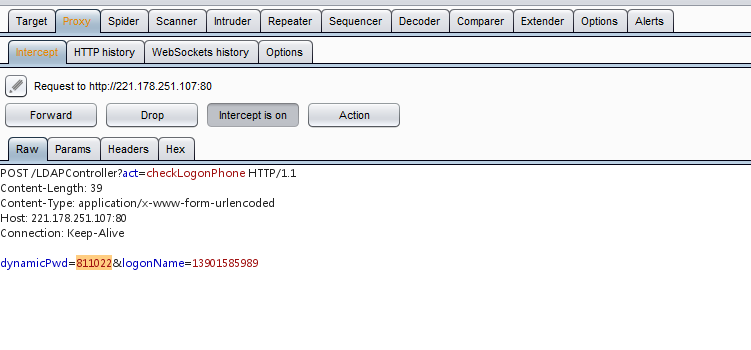 Target Proxy Spider Scanner Intruder Repeater Sequencer Decoder Comparer Extender Options Alerts
Intercept HTTP history WebSockets history Options
Request to http://221.178.251.107:80
Forward Drop Intercept is on Action
Raw Params Headers Hex
POST /LDAPController?act=checkLogonPhone HTTP/1.1
Content-Length: 39
Content-Type: application/x-www-form-urlencoded
Host: 221.178.251.107:80
Connection: Keep-Alive
dynamicPwd=811022&logonName=13901585989